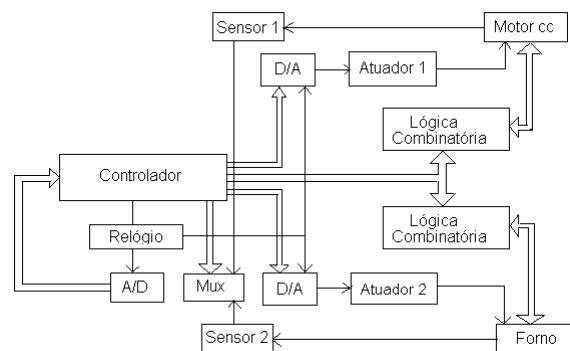 Sensor 1
Motor cc
D/A
Atuador 1
Lógica
Combinatória
Controlador
Lógica
Combinatória
Relógio
A/D
Mux
D/A
Atuador 2
Sensor 2
Forno